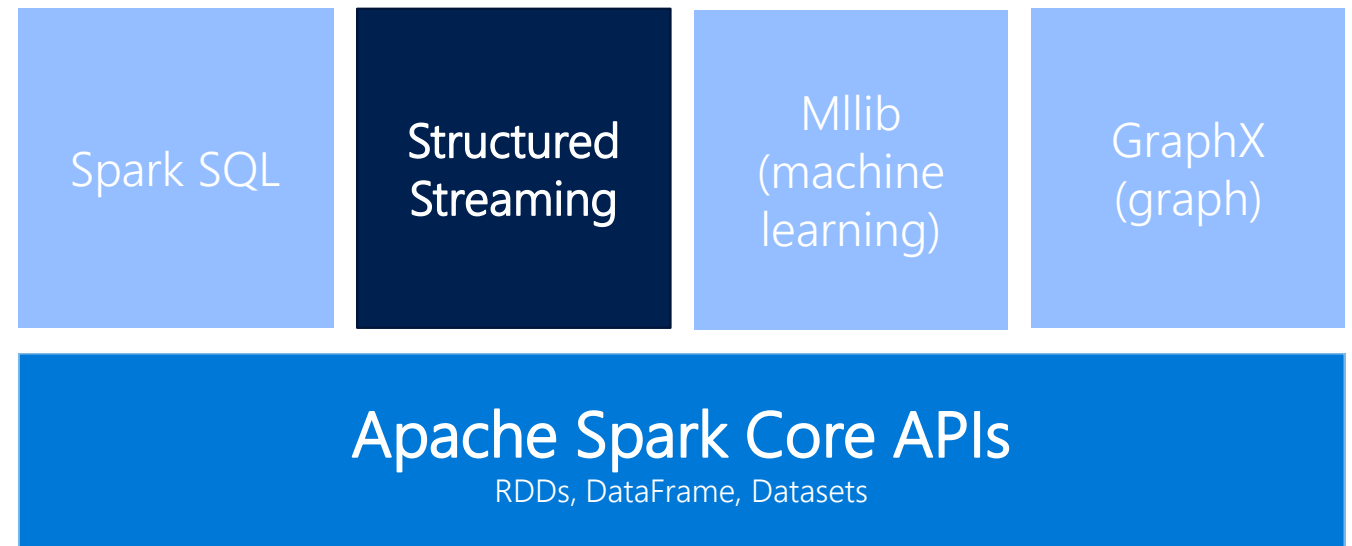 Spark SQL
Structured
Streaming
Mllib
(machine
learning)
GraphX
(graph)
Apache Spark Core APIs
RDDs, DataFrame, Datasets